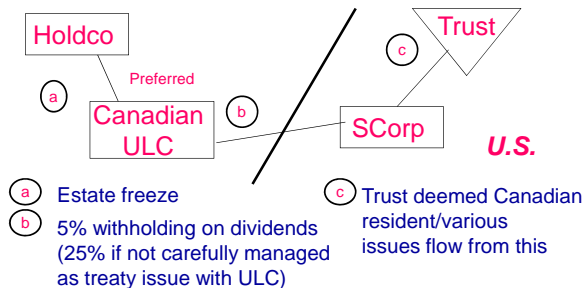 Holdco
Trust
c
Preferred
a
b
Canadian
ULC
SCorp
U.S.
a Estate freeze
b 5% withholding on dividends
(25% if not carefully managed
as treaty issue with ULC)
c Trust deemed Canadian
resident/various
issues flow from this